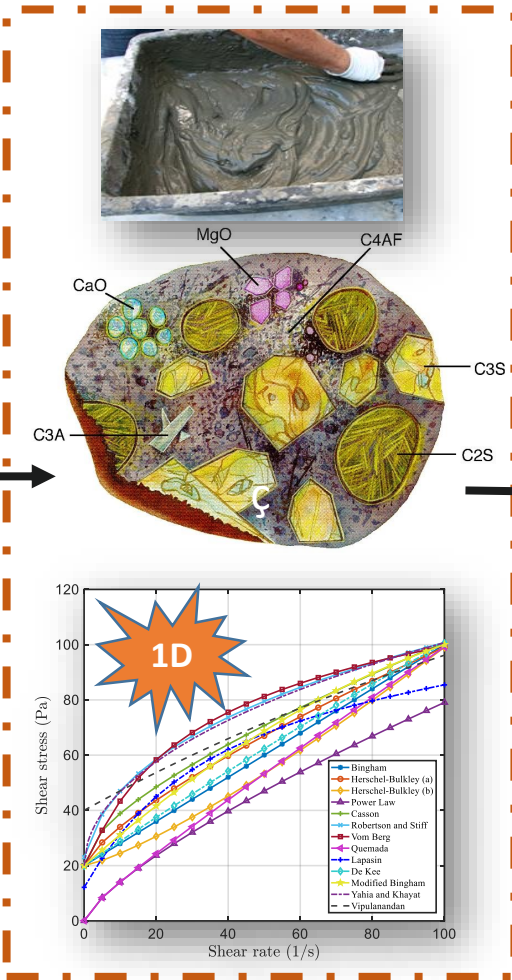 MgO
C4AF
CaO
C3S
C3A
C2S
Ç
120
100
80
60
40
20
0
Shear stress (Pa)
1D
Bingham
Herschel-Bulkley (a)
Herschel-Bulkley (b)
Power Law
Casson
Robertson and Stiff
Vom Berg
Quemada
Lapasin
De Kee
Modified Bingham
Yahia and Khayat
Vipulanandan
0 20 40 60 80 100
Shear rate (1/s)